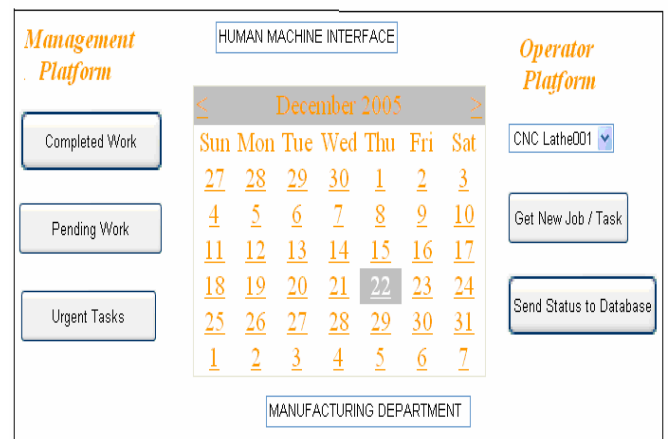 Management
Platform
HUMAN MACHINE INTERFACE
Operator
Platform
Completed Work
Pending Work
Urgent Tasks
< December 2005 >
Sun Mon Tue Wed Thu Fri Sat
27 28 29 30 1 2 3
4 5 6 7 8 9 10
11 12 13 14 15 16 17
18 19 20 21 22 23 24
25 26 27 28 29 30 31
1 2 3 4 5 6 7
CNC Lathe001
Get New Job / Task
Send Status to Database
MANUFACTURING DEPARTMENT